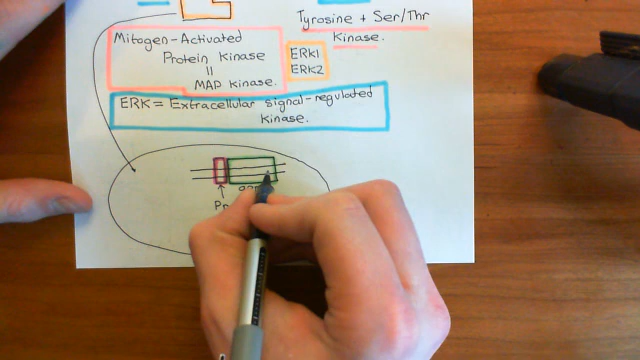 Tyrosine + Ser/Thr
Kinase.
Mitogen-Activated
Protein Kinase
ERK1
=
ERK2
MAP Kinase.
ERK = Extracellular signal-regulated
Kinase.